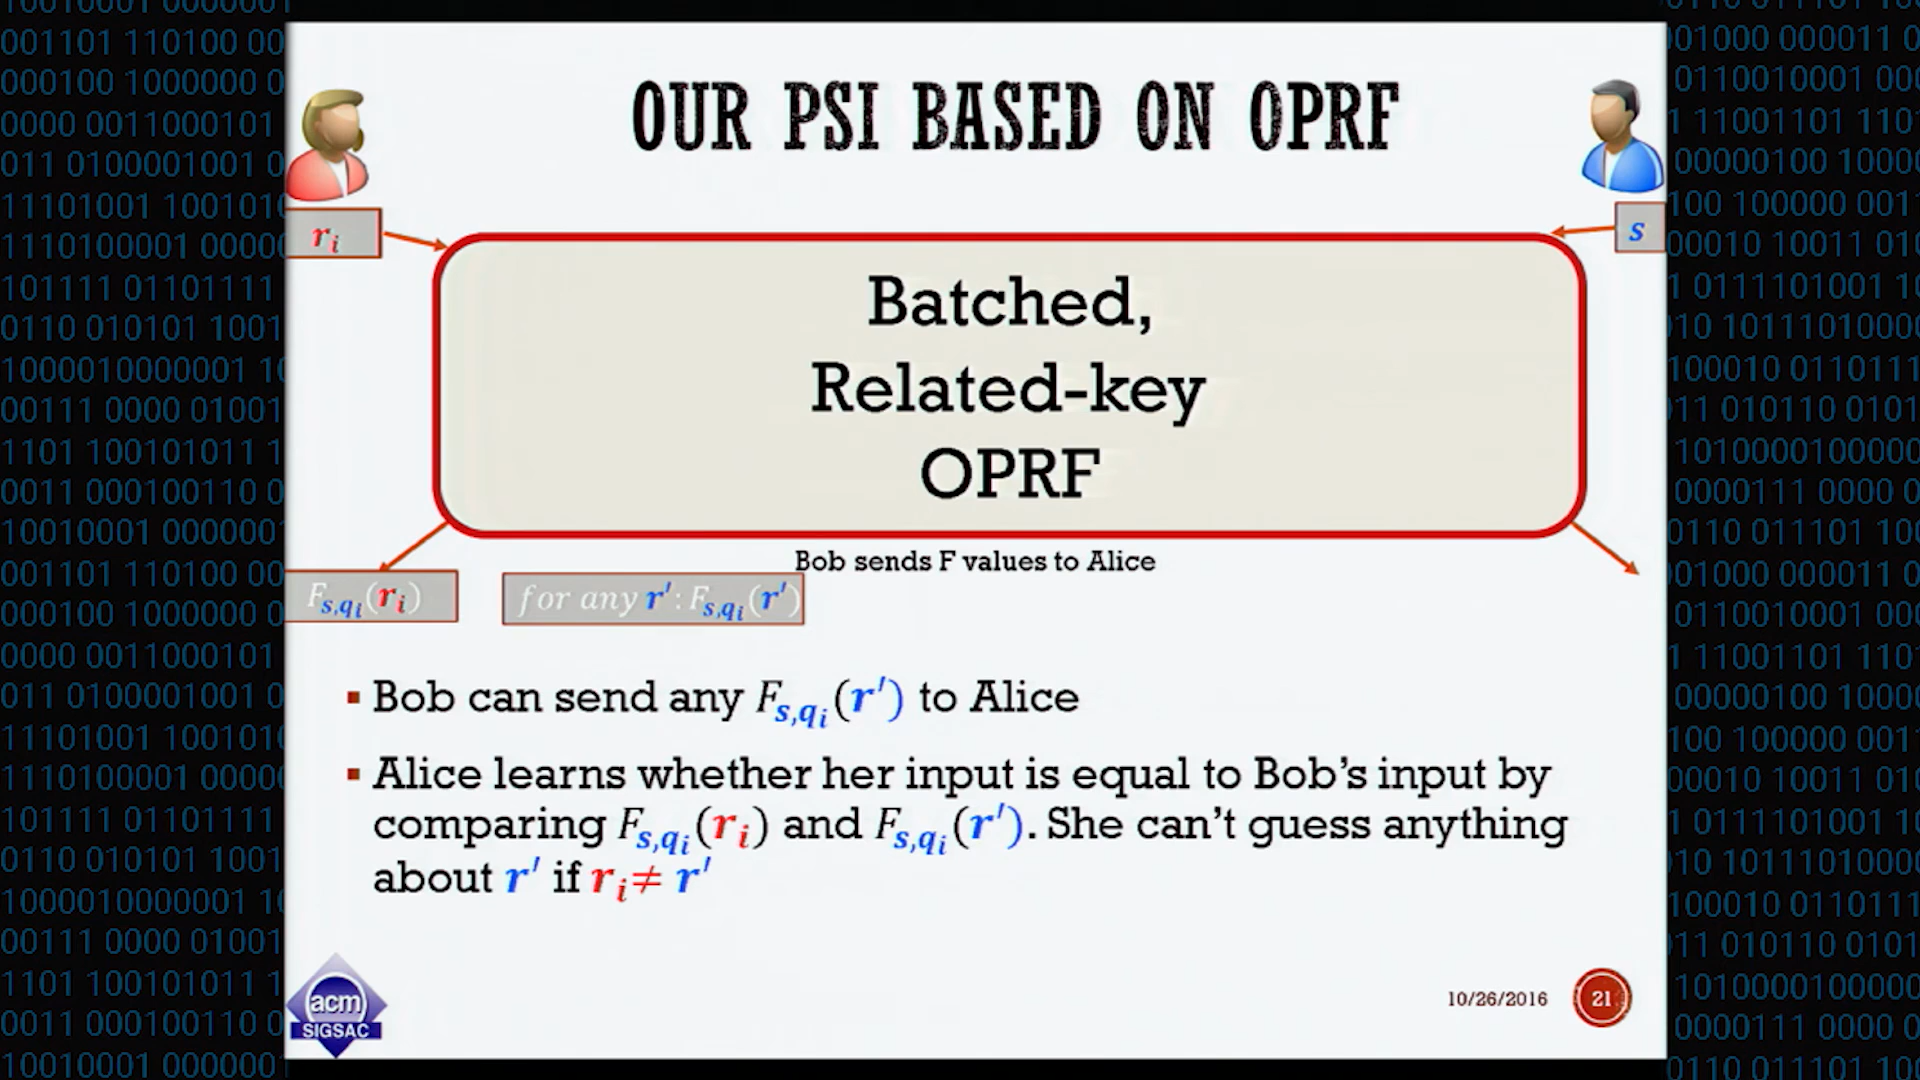 OUR PSI BASED ON OPRF
r_i
s
Batched,
Related-key
OPRF
Bob sends F values to Alice
F_{s,q_i}(r_i)
for any r′: F_{s,q_i}(r′)
▪ Bob can send any F_{s,q_i}(r′) to Alice
▪ Alice learns whether her input is equal to Bob's input by
comparing F_{s,q_i}(r_i) and F_{s,q_i}(r′). She can't guess anything
about r′ if r_i ≠ r′
acm
SIGSAC
10/26/2016
21